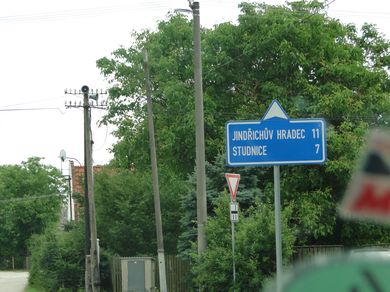 JINDŘICHŮV HRADEC 11
STUDNICE 7